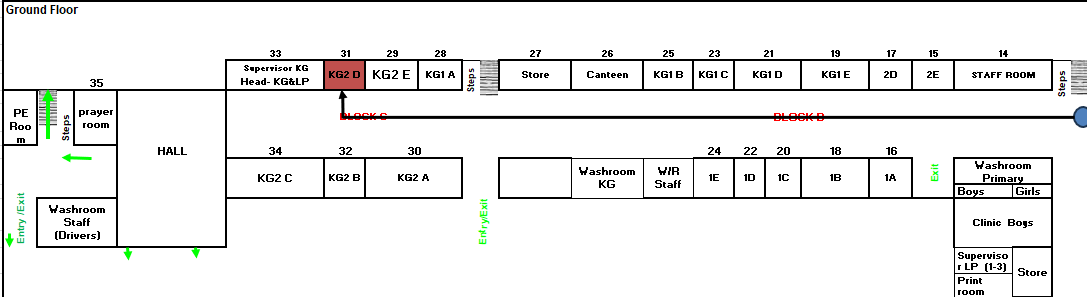 Ground Floor
33 31 29 28 27 26 25 23 21 19 17 15 14
Supervisor KG
Head- KG&LP
KG2 D
KG2 E
KG1 A
Steps
Store
Canteen
KG1 B
KG1 C
KG1 D
KG1 E
2D
2E
STAFF ROOM
Steps
35
PE
Roo
m
Steps
prayer
room
HALL
BLOCK C
BLOCK B
34 32 30 24 22 20 18 16
KG2 C
KG2 B
KG2 A
Washroom
KG
W/R
Staff
1E
1D
1C
1B
1A
Exit
Washroom
Primary
Boys Girls
Clinic Boys
Superviso
r LP (1-3)
Print
room
Store
Entry /Exit
Washroom
Staff
(Drivers)
Entry/Exit